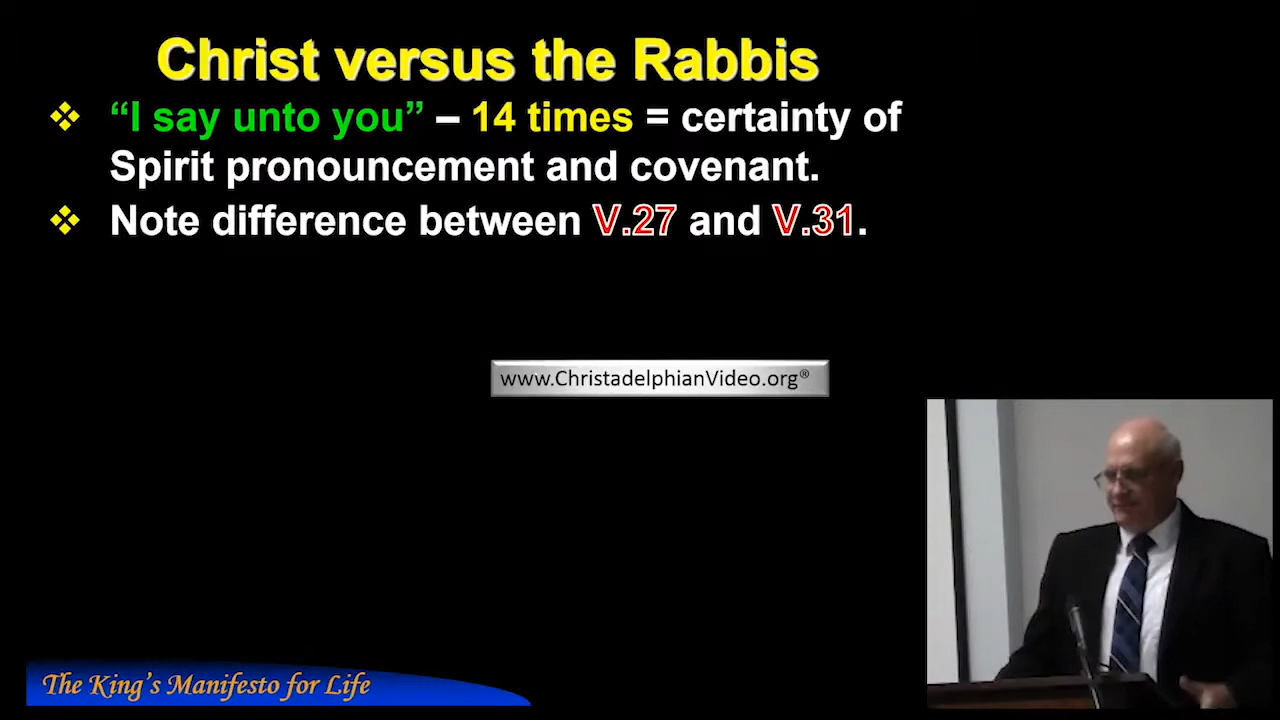 Christ versus the Rabbis
❖ “I say unto you” – 14 times = certainty of
Spirit pronouncement and covenant.
❖ Note difference between V.27 and V.31.
www.ChristadelphianVideo.org®
The King's Manifesto for Life